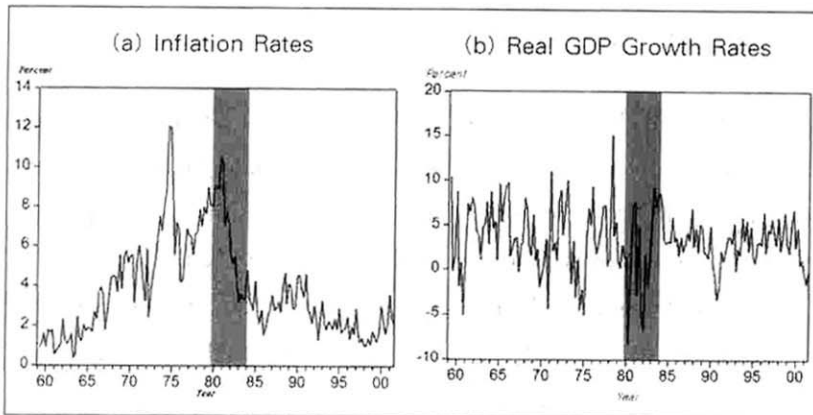 (a) Inflation Rates
(b) Real GDP Growth Rates
Percent
Percent
14
12
10
8
6
4
2
0
60 65 70 75 80 85 90 95 00
Year
20
15
10
5
0
-5
-10
60 65 70 75 80 85 90 95 00
Year